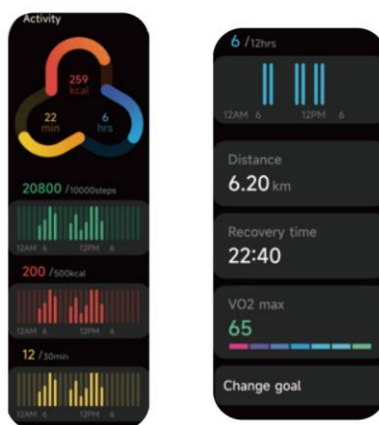 Activity
259
kcal
22
min
6
hrs
20800 /10000steps
12AM 6 12PM 6
200 /500kcal
12AM 6 12PM 6
12 /30min
12AM 6 12PM 6
6 /12hrs
12AM 6 12PM 6
Distance
6.20 km
Recovery time
22:40
VO2 max
65
Change goal